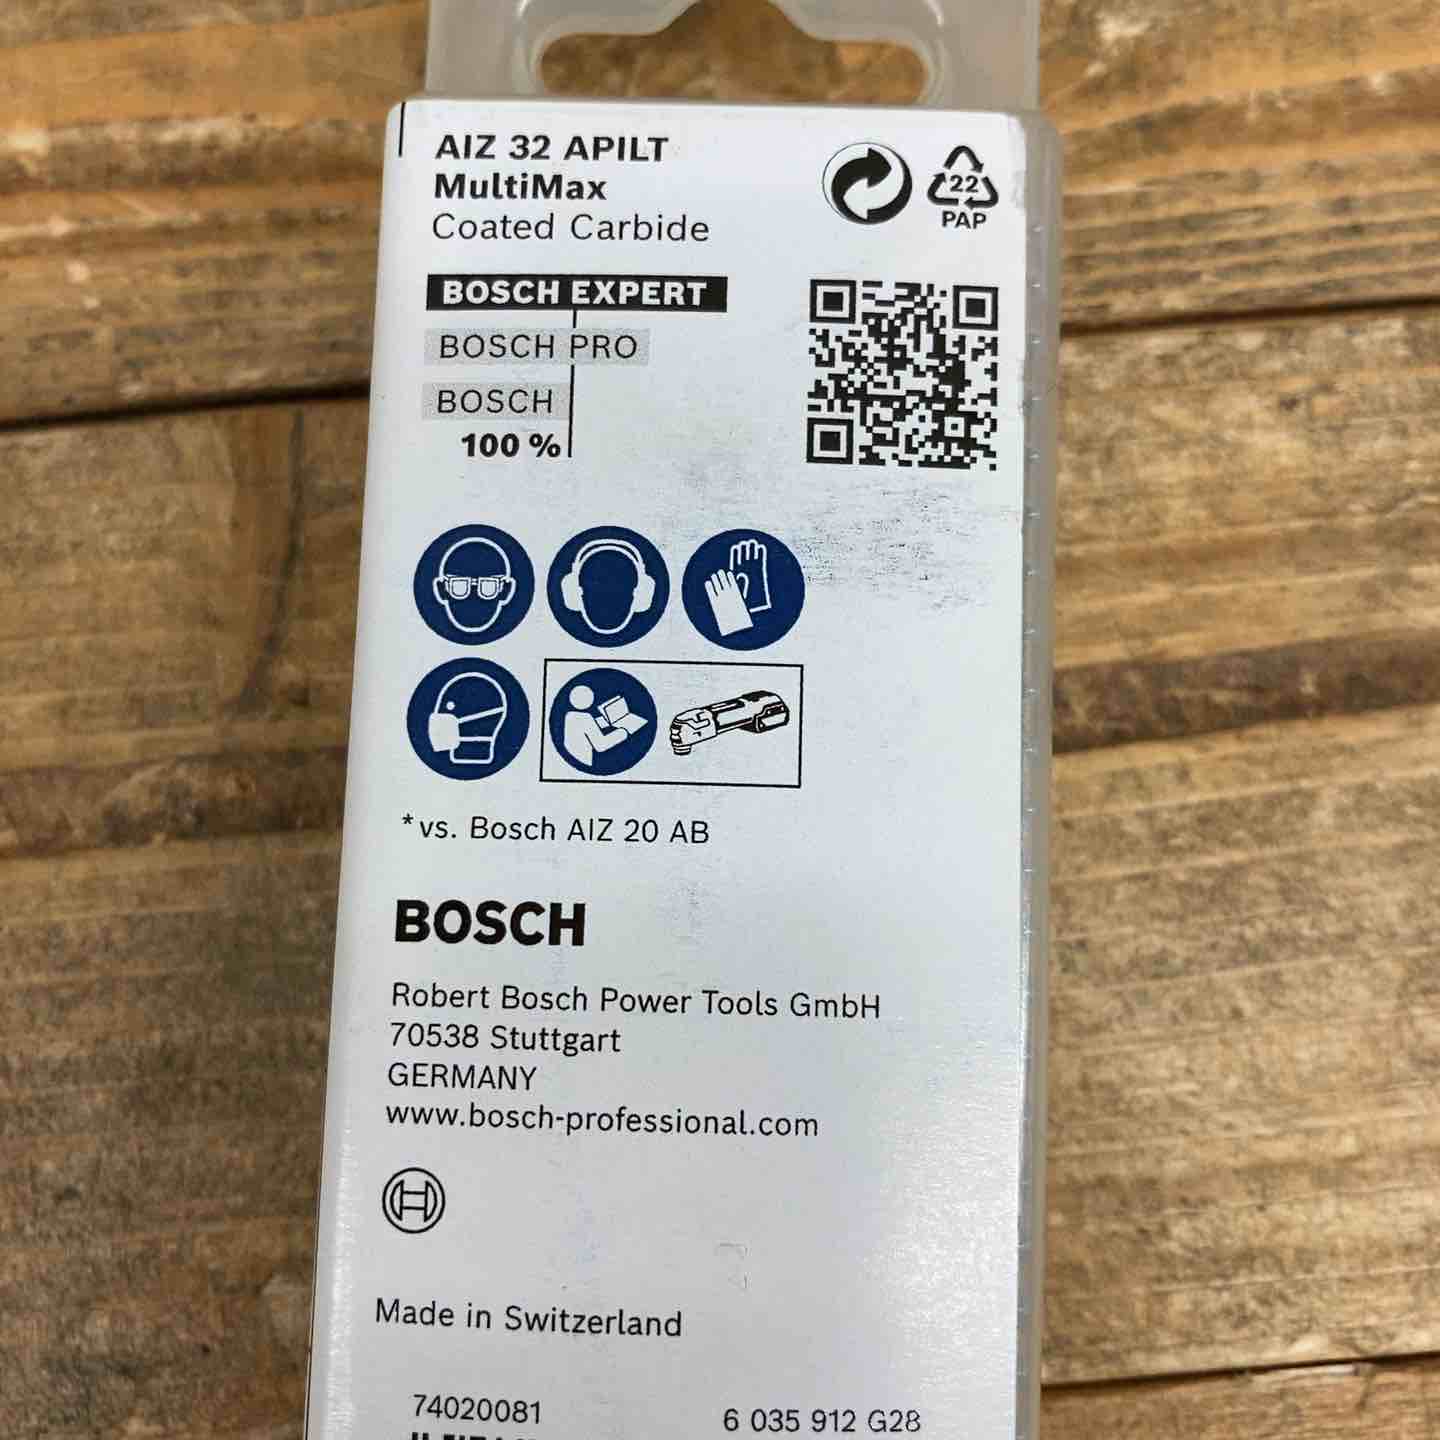 AIZ 32 APILT
MultiMax
Coated Carbide
22
PAP
BOSCH EXPERT
BOSCH PRO
BOSCH
100 %
*vs. Bosch AIZ 20 AB
BOSCH
Robert Bosch Power Tools GmbH
70538 Stuttgart
GERMANY
www.bosch-professional.com
Made in Switzerland
74020081
6 035 912 G28